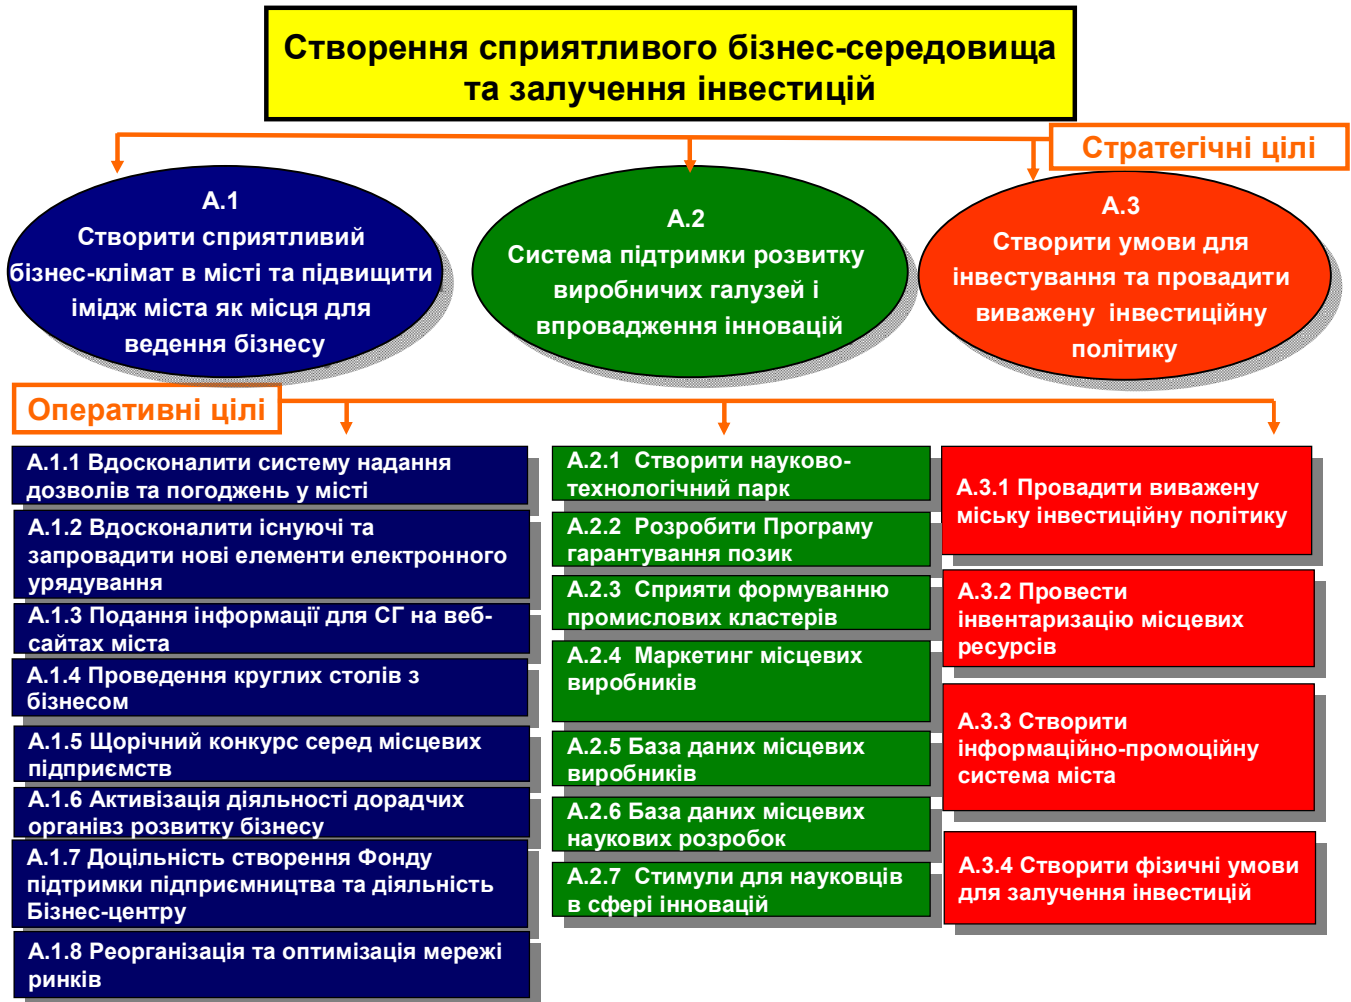 Створення сприятливого бізнес-середовища
та залучення інвестицій
Стратегічні цілі
А.1
Створити сприятливий
бізнес-клімат в місті та підвищити
імідж міста як місця для
ведення бізнесу
А.2
Система підтримки розвитку
виробничих галузей і
впровадження інновацій
А.3
Створити умови для
інвестування та провадити
виважену інвестиційну
політику
Оперативні цілі
А.1.1 Вдосконалити систему надання
дозволів та погоджень у місті
А.1.2 Вдосконалити існуючі та
запровадити нові елементи електронного
урядування
А.1.3 Подання інформації для СГ на веб-
сайтах міста
А.1.4 Проведення круглих столів з
бізнесом
А.1.5 Щорічний конкурс серед місцевих
підприємств
А.1.6 Активізація діяльності дорадчих
органівз розвитку бізнесу
А.1.7 Доцільність створення Фонду
підтримки підприємництва та діяльність
Бізнес-центру
А.1.8 Реорганізація та оптимізація мережі
ринків
А.2.1 Створити науково-
технологічний парк
А.2.2 Розробити Програму
гарантування позик
А.2.3 Сприяти формуванню
промислових кластерів
А.2.4 Маркетинг місцевих
виробників
А.2.5 База даних місцевих
виробників
А.2.6 База даних місцевих
наукових розробок
А.2.7 Стимули для науковців
в сфері інновацій
А.3.1 Провадити виважену
міську інвестиційну політику
А.3.2 Провести
інвентаризацію місцевих
ресурсів
А.3.3 Створити
інформаційно-промоційну
система міста
А.3.4 Створити фізичні умови
для залучення інвестицій